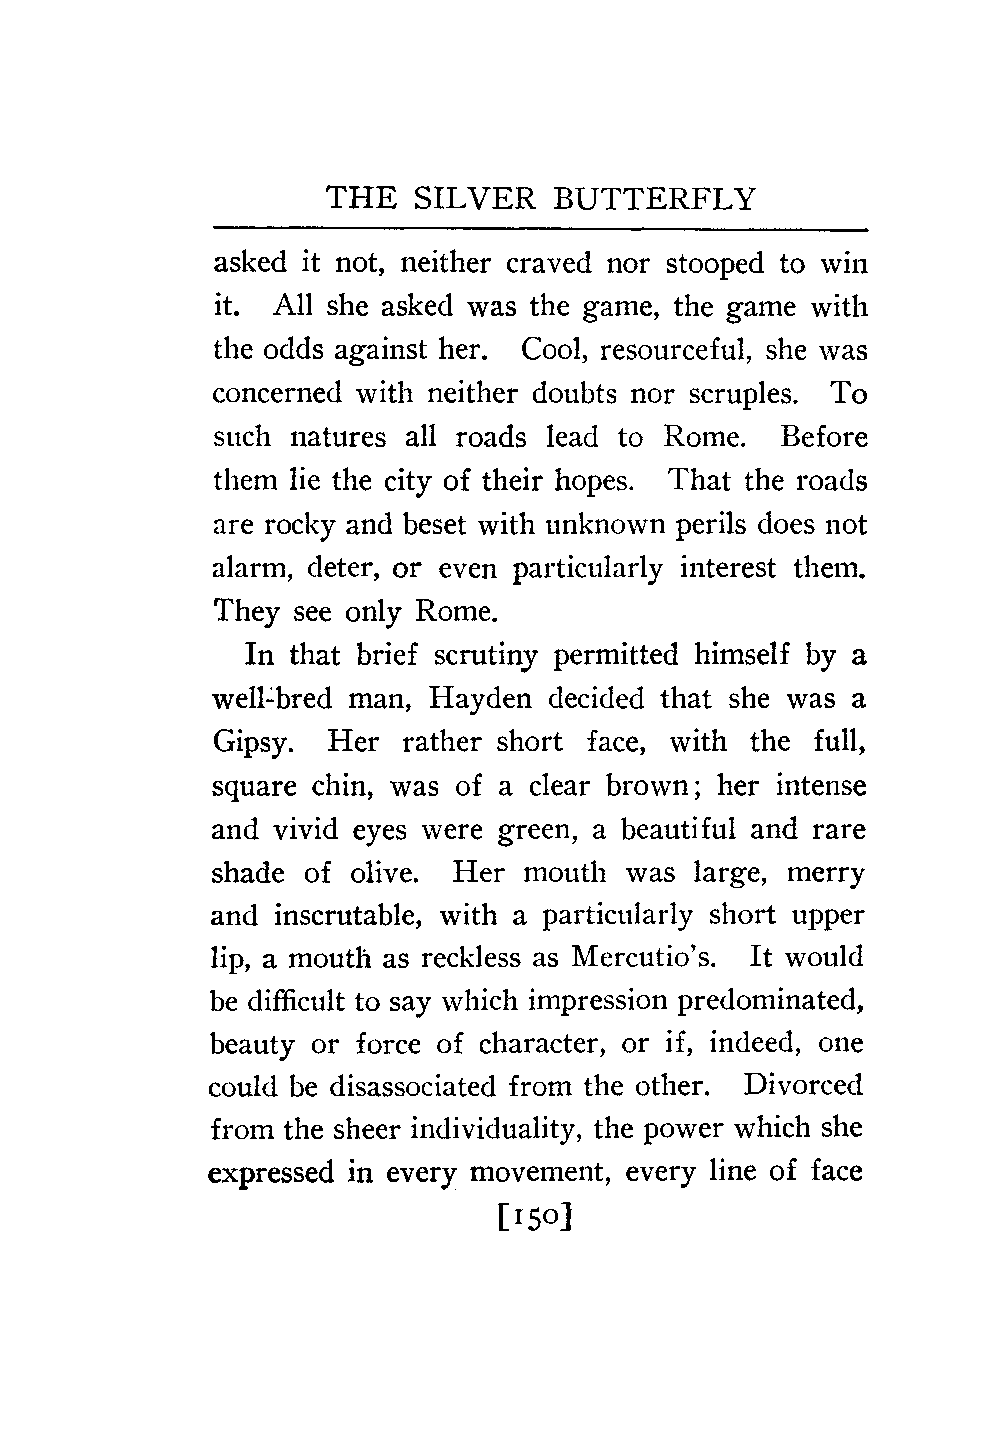 THE SILVER BUTTERFLY
asked it not, neither craved nor stooped to win
it. All she asked was the game, the game with
the odds against her. Cool, resourceful, she was
concerned with neither doubts nor scruples. To
such natures all roads lead to Rome. Before
them lie the city of their hopes. That the roads
are rocky and beset with unknown perils does not
alarm, deter, or even particularly interest them.
They see only Rome.
In that brief scrutiny permitted himself by a
well-bred man, Hayden decided that she was a
Gipsy. Her rather short face, with the full,
square chin, was of a clear brown; her intense
and vivid eyes were green, a beautiful and rare
shade of olive. Her mouth was large, merry
and inscrutable, with a particularly short upper
lip, a mouth as reckless as Mercutio's. It would
be difficult to say which impression predominated,
beauty or force of character, or if, indeed, one
could be disassociated from the other. Divorced
from the sheer individuality, the power which she
expressed in every movement, every line of face
[150]